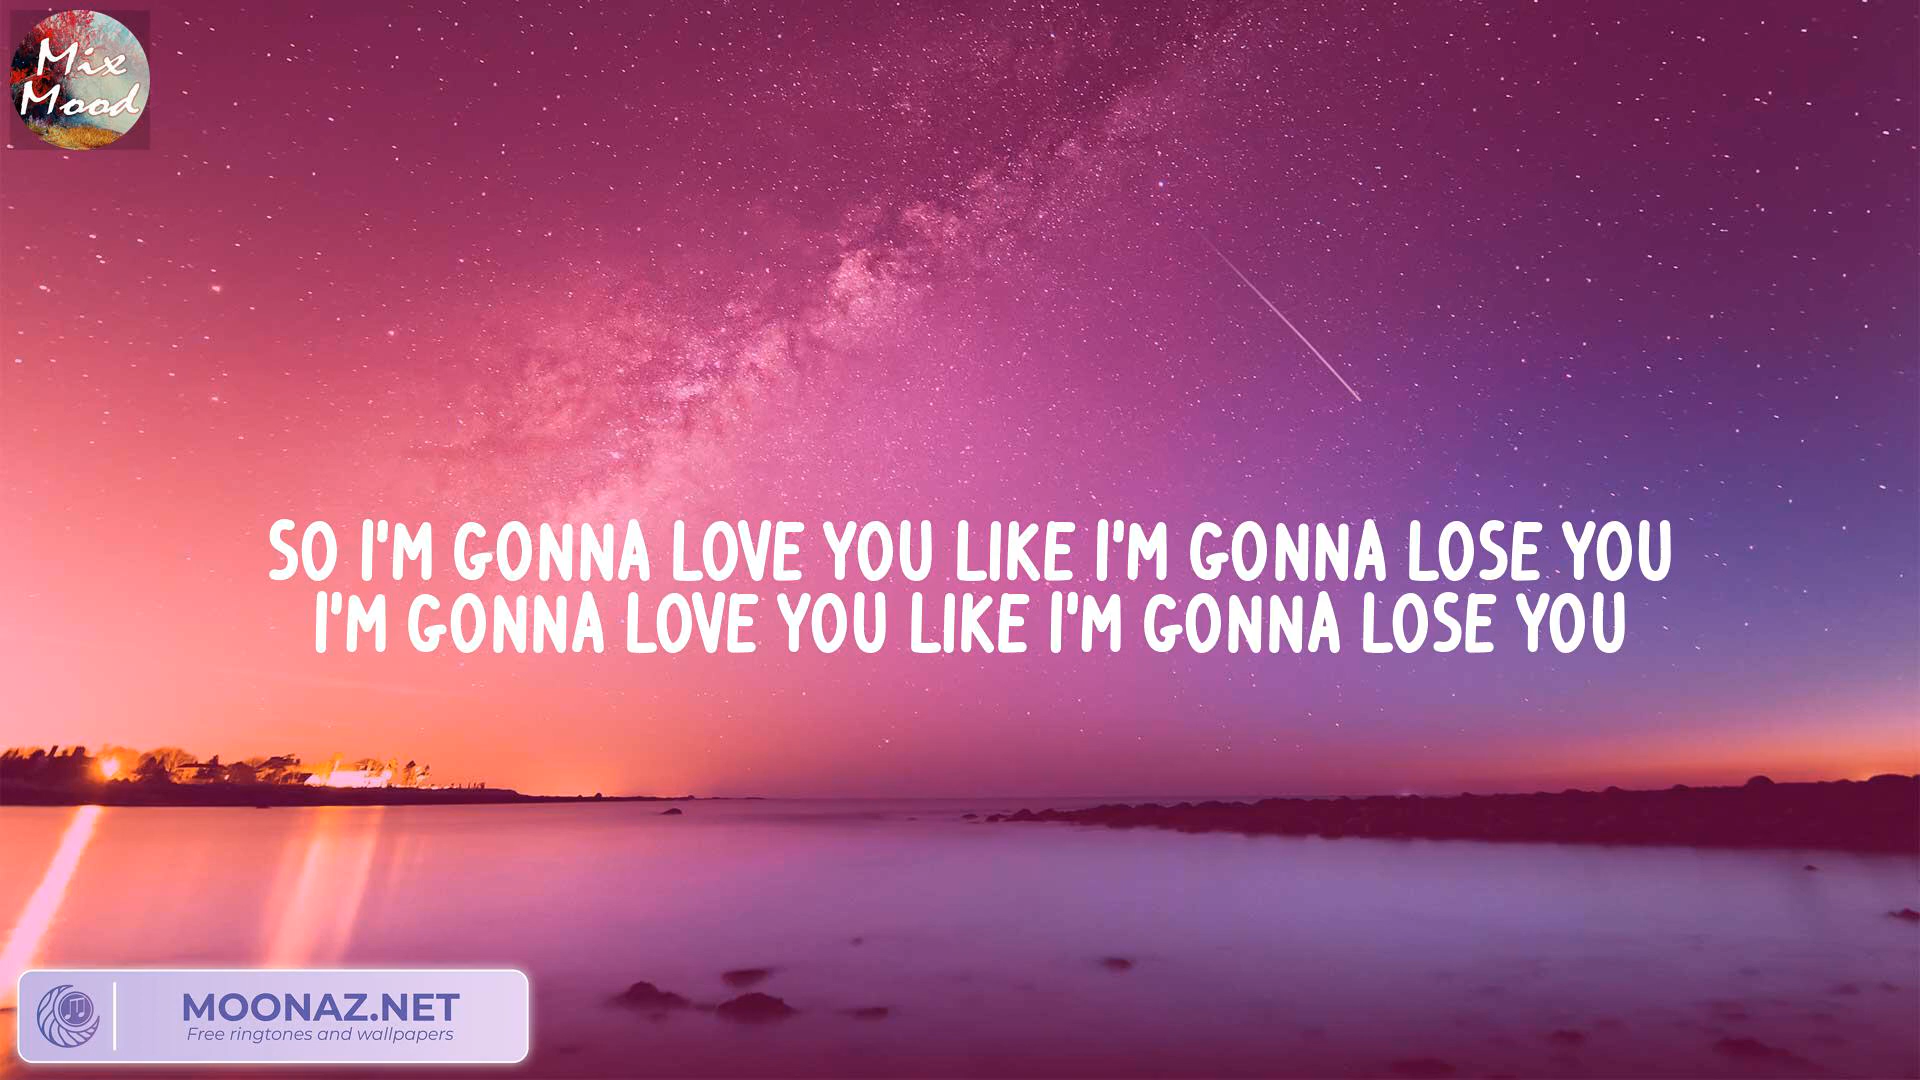 Mix
Mood
SO I'M GONNA LOVE YOU LIKE I'M GONNA LOSE YOU
I'M GONNA LOVE YOU LIKE I'M GONNA LOSE YOU
MOONAZ.NET
Free ringtones and wallpapers